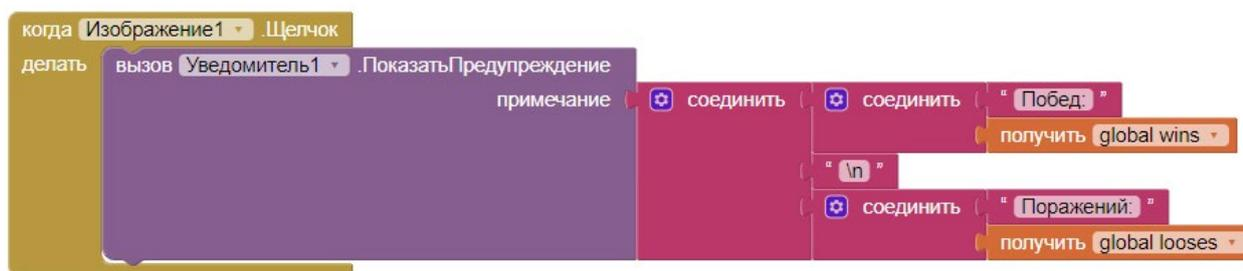 когда Изображение1 .Щелчок
делать вызов Уведомитель1 .ПоказатьПредупреждение
примечание соединить соединить " Побед: "
получить global wins
" \n "
соединить " Поражений: "
получить global looses